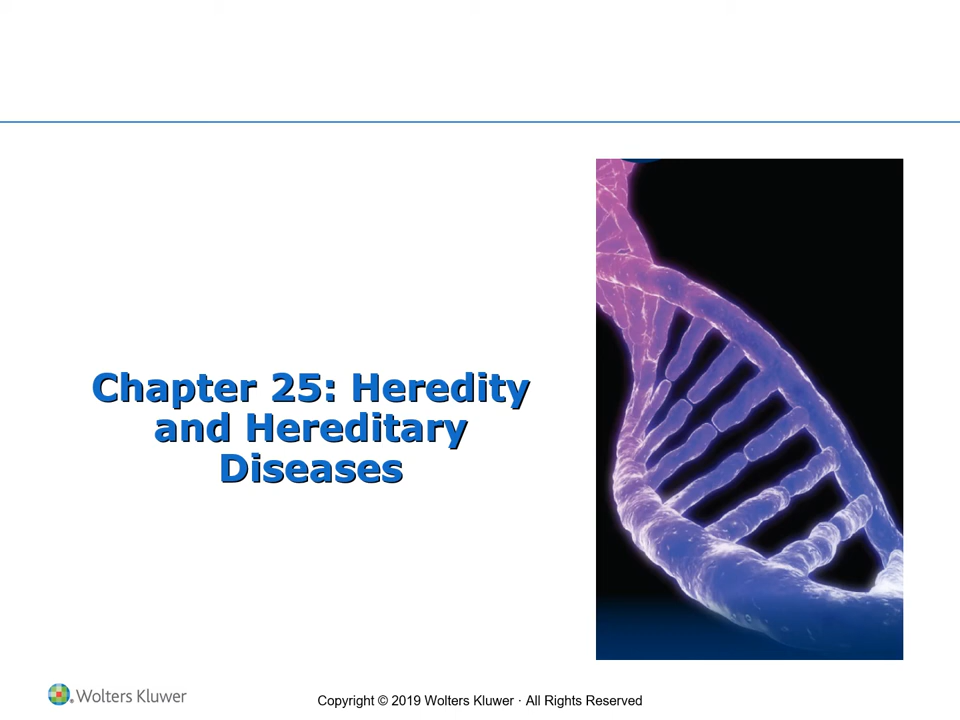 Chapter 25: Heredity
and Hereditary
Diseases
Wolters Kluwer
Copyright © 2019 Wolters Kluwer · All Rights Reserved